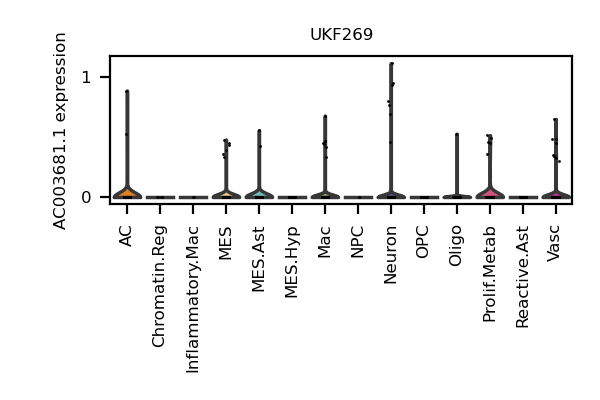 UKF269
AC003681.1 expression
1
0
AC
Chromatin.Reg
Inflammatory.Mac
MES
MES.Ast
MES.Hyp
Mac
NPC
Neuron
OPC
Oligo
Prolif.Metab
Reactive.Ast
Vasc